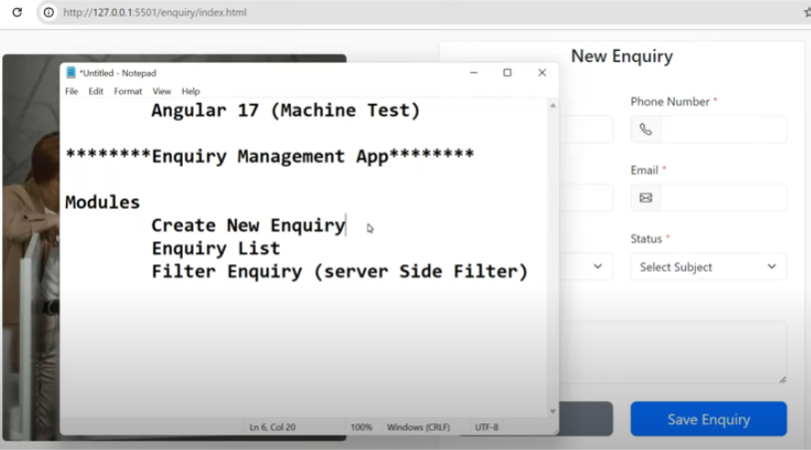 http://127.0.0.1:5501/enquiry/index.html
*Untitled - Notepad
File Edit Format View Help
Angular 17 (Machine Test)
********Enquiry Management App********
Modules
Create New Enquiry
Enquiry List
Filter Enquiry (server Side Filter)
Ln 6, Col 20 100% Windows (CRLF) UTF-8
New Enquiry
Phone Number *
Email *
Status *
Select Subject
Save Enquiry